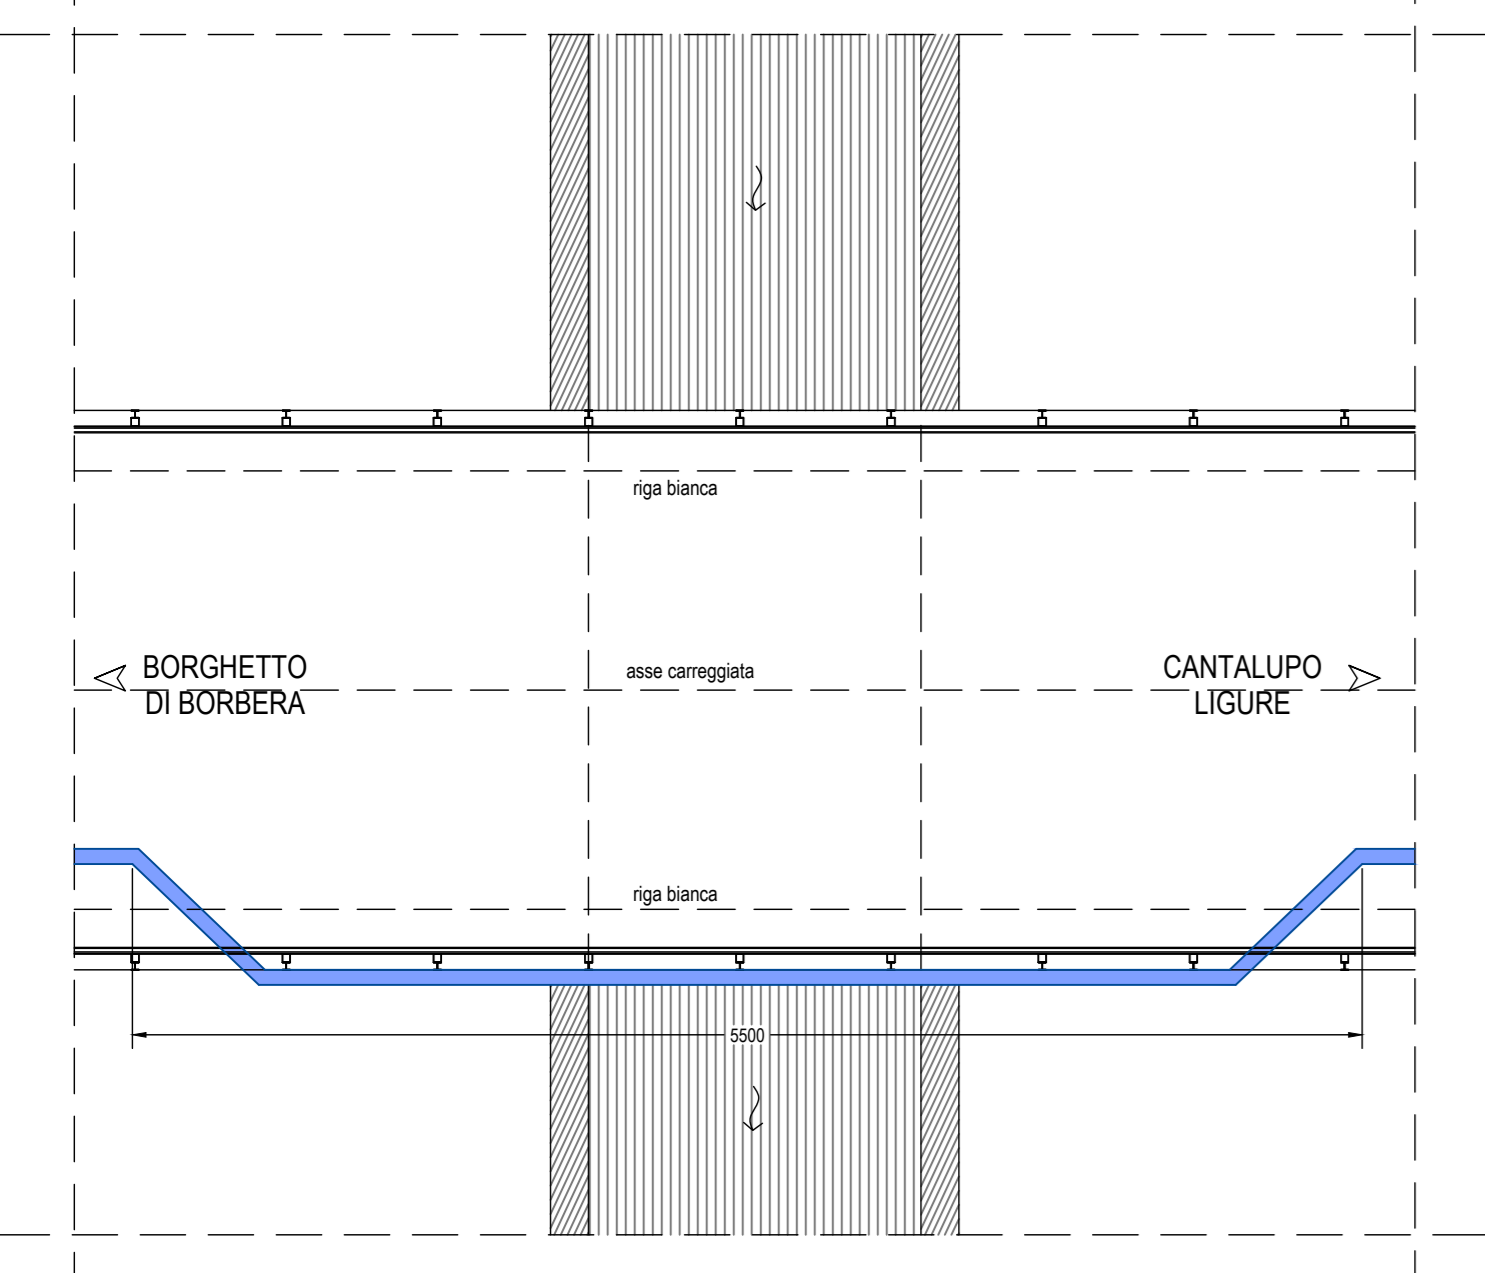 riga bianca
asse carreggiata
BORGHETTO
DI BORBERA
CANTALUPO
LIGURE
riga bianca
5500